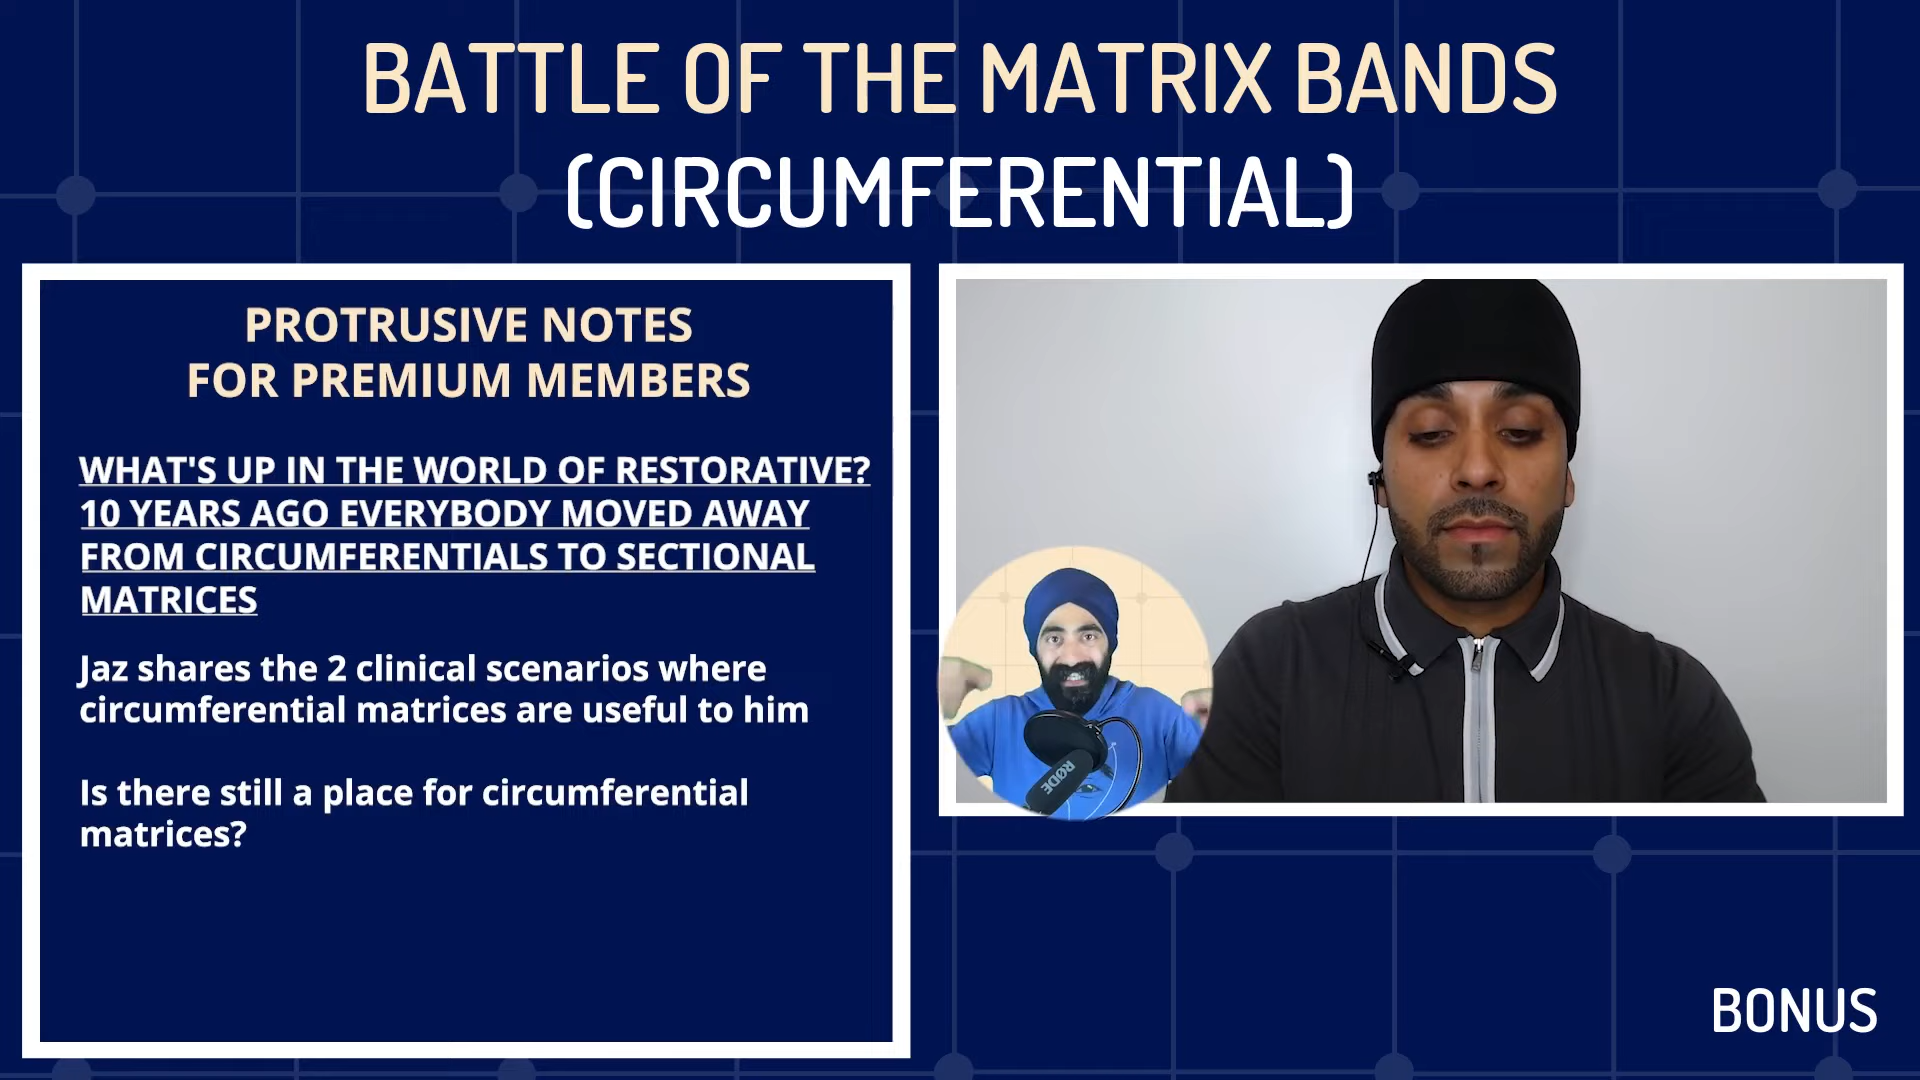 BATTLE OF THE MATRIX BANDS
(CIRCUMFERENTIAL)
PROTRUSIVE NOTES
FOR PREMIUM MEMBERS
WHAT'S UP IN THE WORLD OF RESTORATIVE?
10 YEARS AGO EVERYBODY MOVED AWAY
FROM CIRCUMFERENTIALS TO SECTIONAL
MATRICES
Jaz shares the 2 clinical scenarios where
circumferential matrices are useful to him
Is there still a place for circumferential
matrices?
RØDE
BONUS